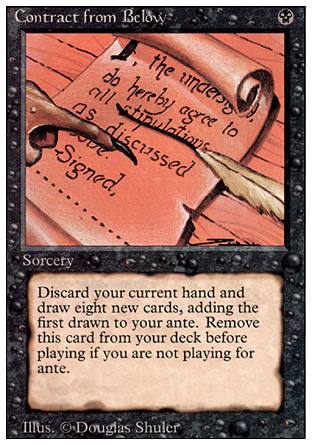 Contract from Below
I, the undersigned
do hereby agree to
all stipulations
as discussed
above.
Signed,
Sorcery
Discard your current hand and
draw eight new cards, adding the
first drawn to your ante. Remove
this card from your deck before
playing if you are not playing for
ante.
Illus. © Douglas Shuler